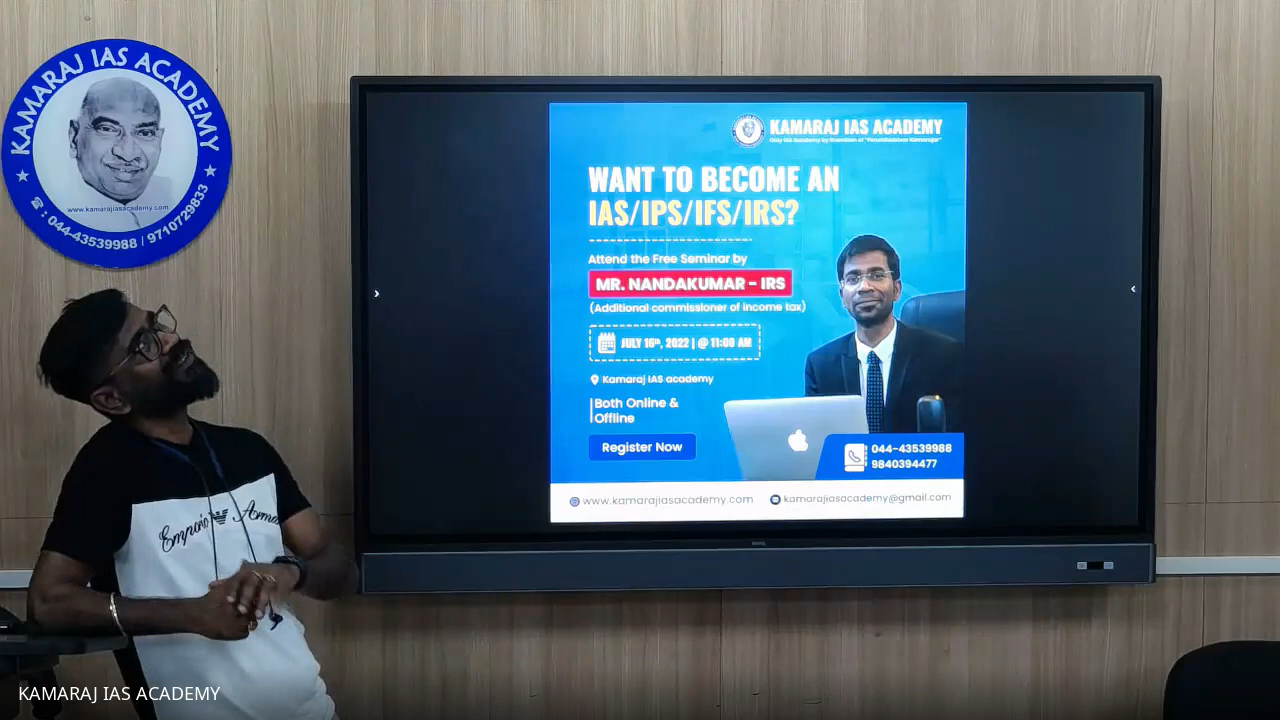 KAMARAJ IAS ACADEMY
www.kamarajiasacademy.com
044-43539988 | 9710729833
KAMARAJ IAS ACADEMY
WANT TO BECOME AN
IAS/IPS/IFS/IRS?
Attend the Free Seminar by
MR. NANDAKUMAR - IRS
(Additional commissioner of income tax)
JULY 16th, 2022 | @ 11:00 AM
Kamaraj IAS academy
Both Online &
Offline
Register Now
044-43539988
9840394477
www.kamarajiasacademy.com
kamarajiasacademy@gmail.com
Emporio Arma
KAMARAJ IAS ACADEMY